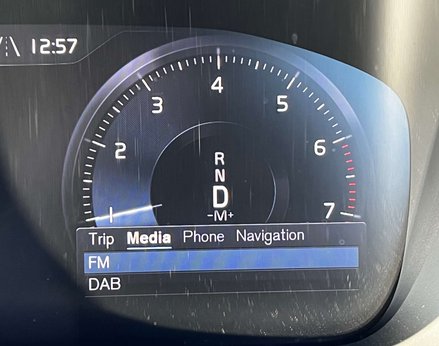 12:57
4
3
5
2
6
R
N
D
-M+
1
7
Trip Media Phone Navigation
FM
DAB